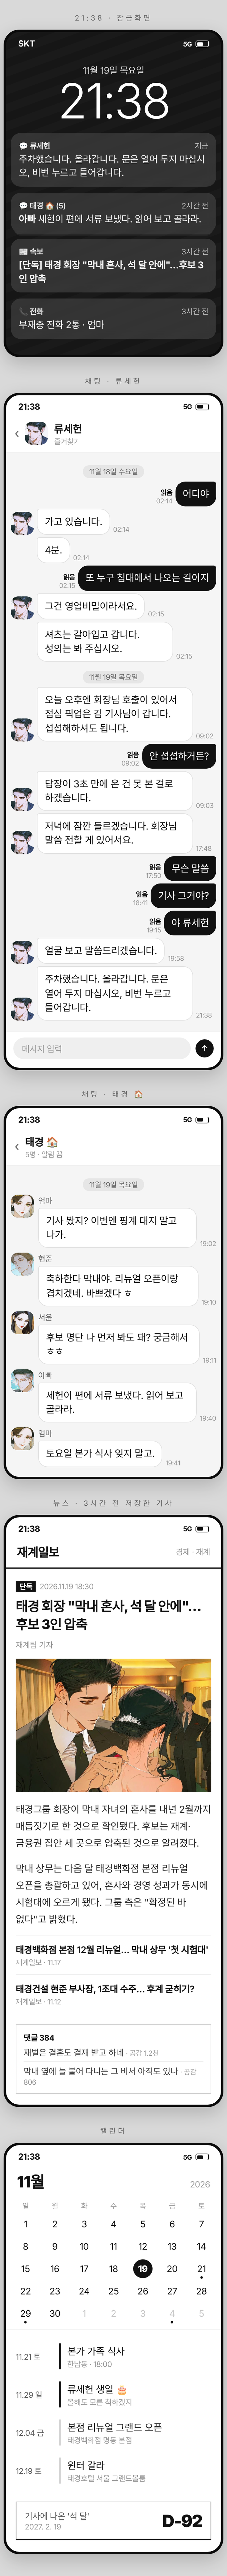 21:38 · 잠금화면
SKT
5G
11월 19일 목요일
21:38
💬 류세헌
지금
주차했습니다. 올라갑니다. 문은 열어 두지 마십시
오, 비번 누르고 들어갑니다.
💬 태경 🏠 (5)
2시간 전
아빠 세헌이 편에 서류 보냈다. 읽어 보고 골라라.
📰 속보
3시간 전
[단독] 태경 회장 "막내 혼사, 석 달 안에"…후보 3
인 압축
📞 전화
3시간 전
부재중 전화 2통 · 엄마
채팅 · 류세헌
21:38
5G
‹
류세헌
즐겨찾기
11월 18일 수요일
읽음
02:14
어디야
가고 있습니다.
02:14
4분.
02:14
읽음
02:15
또 누구 침대에서 나오는 길이지
그건 영업비밀이라서요.
02:15
셔츠는 갈아입고 갑니다.
성의는 봐 주십시오.
02:15
11월 19일 목요일
오늘 오후엔 회장님 호출이 있어서
점심 픽업은 김 기사님이 갑니다.
섭섭해하셔도 됩니다.
09:02
읽음
09:02
안 섭섭하거든?
답장이 3초 만에 온 건 못 본 걸로
하겠습니다.
09:03
저녁에 잠깐 들르겠습니다. 회장님
말씀 전할 게 있어서요.
17:48
읽음
17:50
무슨 말씀
읽음
18:41
기사 그거야?
읽음
19:15
야 류세헌
얼굴 보고 말씀드리겠습니다.
19:58
주차했습니다. 올라갑니다. 문은
열어 두지 마십시오, 비번 누르고
들어갑니다.
21:38
메시지 입력
채팅 · 태경 🏠
21:38
5G
‹
태경 🏠
5명 · 알림 끔
11월 19일 목요일
엄마
기사 봤지? 이번엔 핑계 대지 말고
나가.
19:02
현준
축하한다 막내야. 리뉴얼 오픈이랑
겹치겠네. 바쁘겠다 ㅎ
19:10
서윤
후보 명단 나 먼저 봐도 돼? 궁금해서
ㅎㅎ
19:11
아빠
세헌이 편에 서류 보냈다. 읽어 보고
골라라.
19:40
엄마
토요일 본가 식사 잊지 말고.
19:41
뉴스 · 3시간 전 저장한 기사
21:38
5G
재계일보
경제 · 재계
단독
2026.11.19 18:30
태경 회장 "막내 혼사, 석 달 안에"…
후보 3인 압축
재계팀 기자
태경그룹 회장이 막내 자녀의 혼사를 내년 2월까지
매듭짓기로 한 것으로 확인됐다. 후보는 재계·
금융권 집안 세 곳으로 압축된 것으로 알려졌다.
막내 상무는 다음 달 태경백화점 본점 리뉴얼
오픈을 총괄하고 있어, 혼사와 경영 성과가 동시에
시험대에 오르게 됐다. 그룹 측은 "확정된 바
없다"고 밝혔다.
태경백화점 본점 12월 리뉴얼… 막내 상무 '첫 시험대'
재계일보 · 11.17
태경건설 현준 부사장, 1조대 수주… 후계 굳히기?
재계일보 · 11.12
댓글 384
재벌은 결혼도 결재 받고 하네 · 공감 1.2천
막내 옆에 늘 붙어 다니는 그 비서 아직도 있나 · 공감
806
캘린더
21:38
5G
11월
2026
일 월 화 수 목 금 토
1 2 3 4 5 6 7
8 9 10 11 12 13 14
15 16 17 18 19 20 21
22 23 24 25 26 27 28
29 30 1 2 3 4 5
11.21 토
본가 가족 식사
한남동 · 18:00
11.29 일
류세헌 생일 🎂
올해도 모른 척하겠지
12.04 금
본점 리뉴얼 그랜드 오픈
태경백화점 명동 본점
12.19 토
윈터 갈라
태경호텔 서울 그랜드볼룸
기사에 나온 '석 달'
2027. 2. 19
D-92